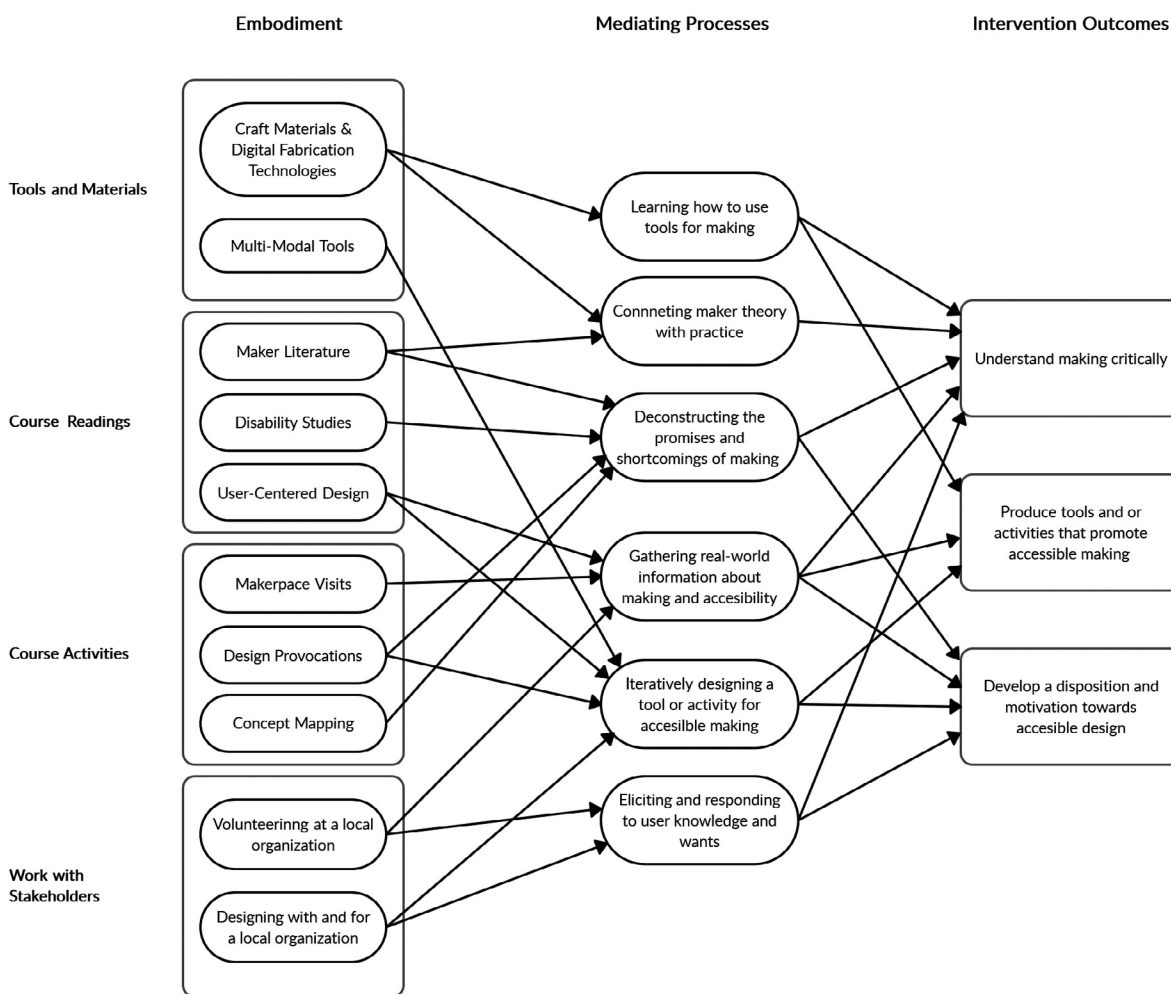 Embodiment
Mediating Processes
Intervention Outcomes
Tools and Materials
Craft Materials &
Digital Fabrication
Technologies
Multi-Modal Tools
Course Readings
Maker Literature
Disability Studies
User-Centered Design
Course Activities
Makerpace Visits
Design Provocations
Concept Mapping
Work with
Stakeholders
Volunteerinng at a local
organization
Designing with and for
a local organization
Learning how to use
tools for making
Connneting maker theory
with practice
Deconstructing the
promises and
shortcomings of making
Gathering real-world
information about
making and accesibility
Iteratively designing a
tool or activity for
accesible making
Eliciting and responding
to user knowledge and
wants
Understand making critically
Produce tools and or
activities that promote
accessible making
Develop a disposition and
motivation towards
accesible design